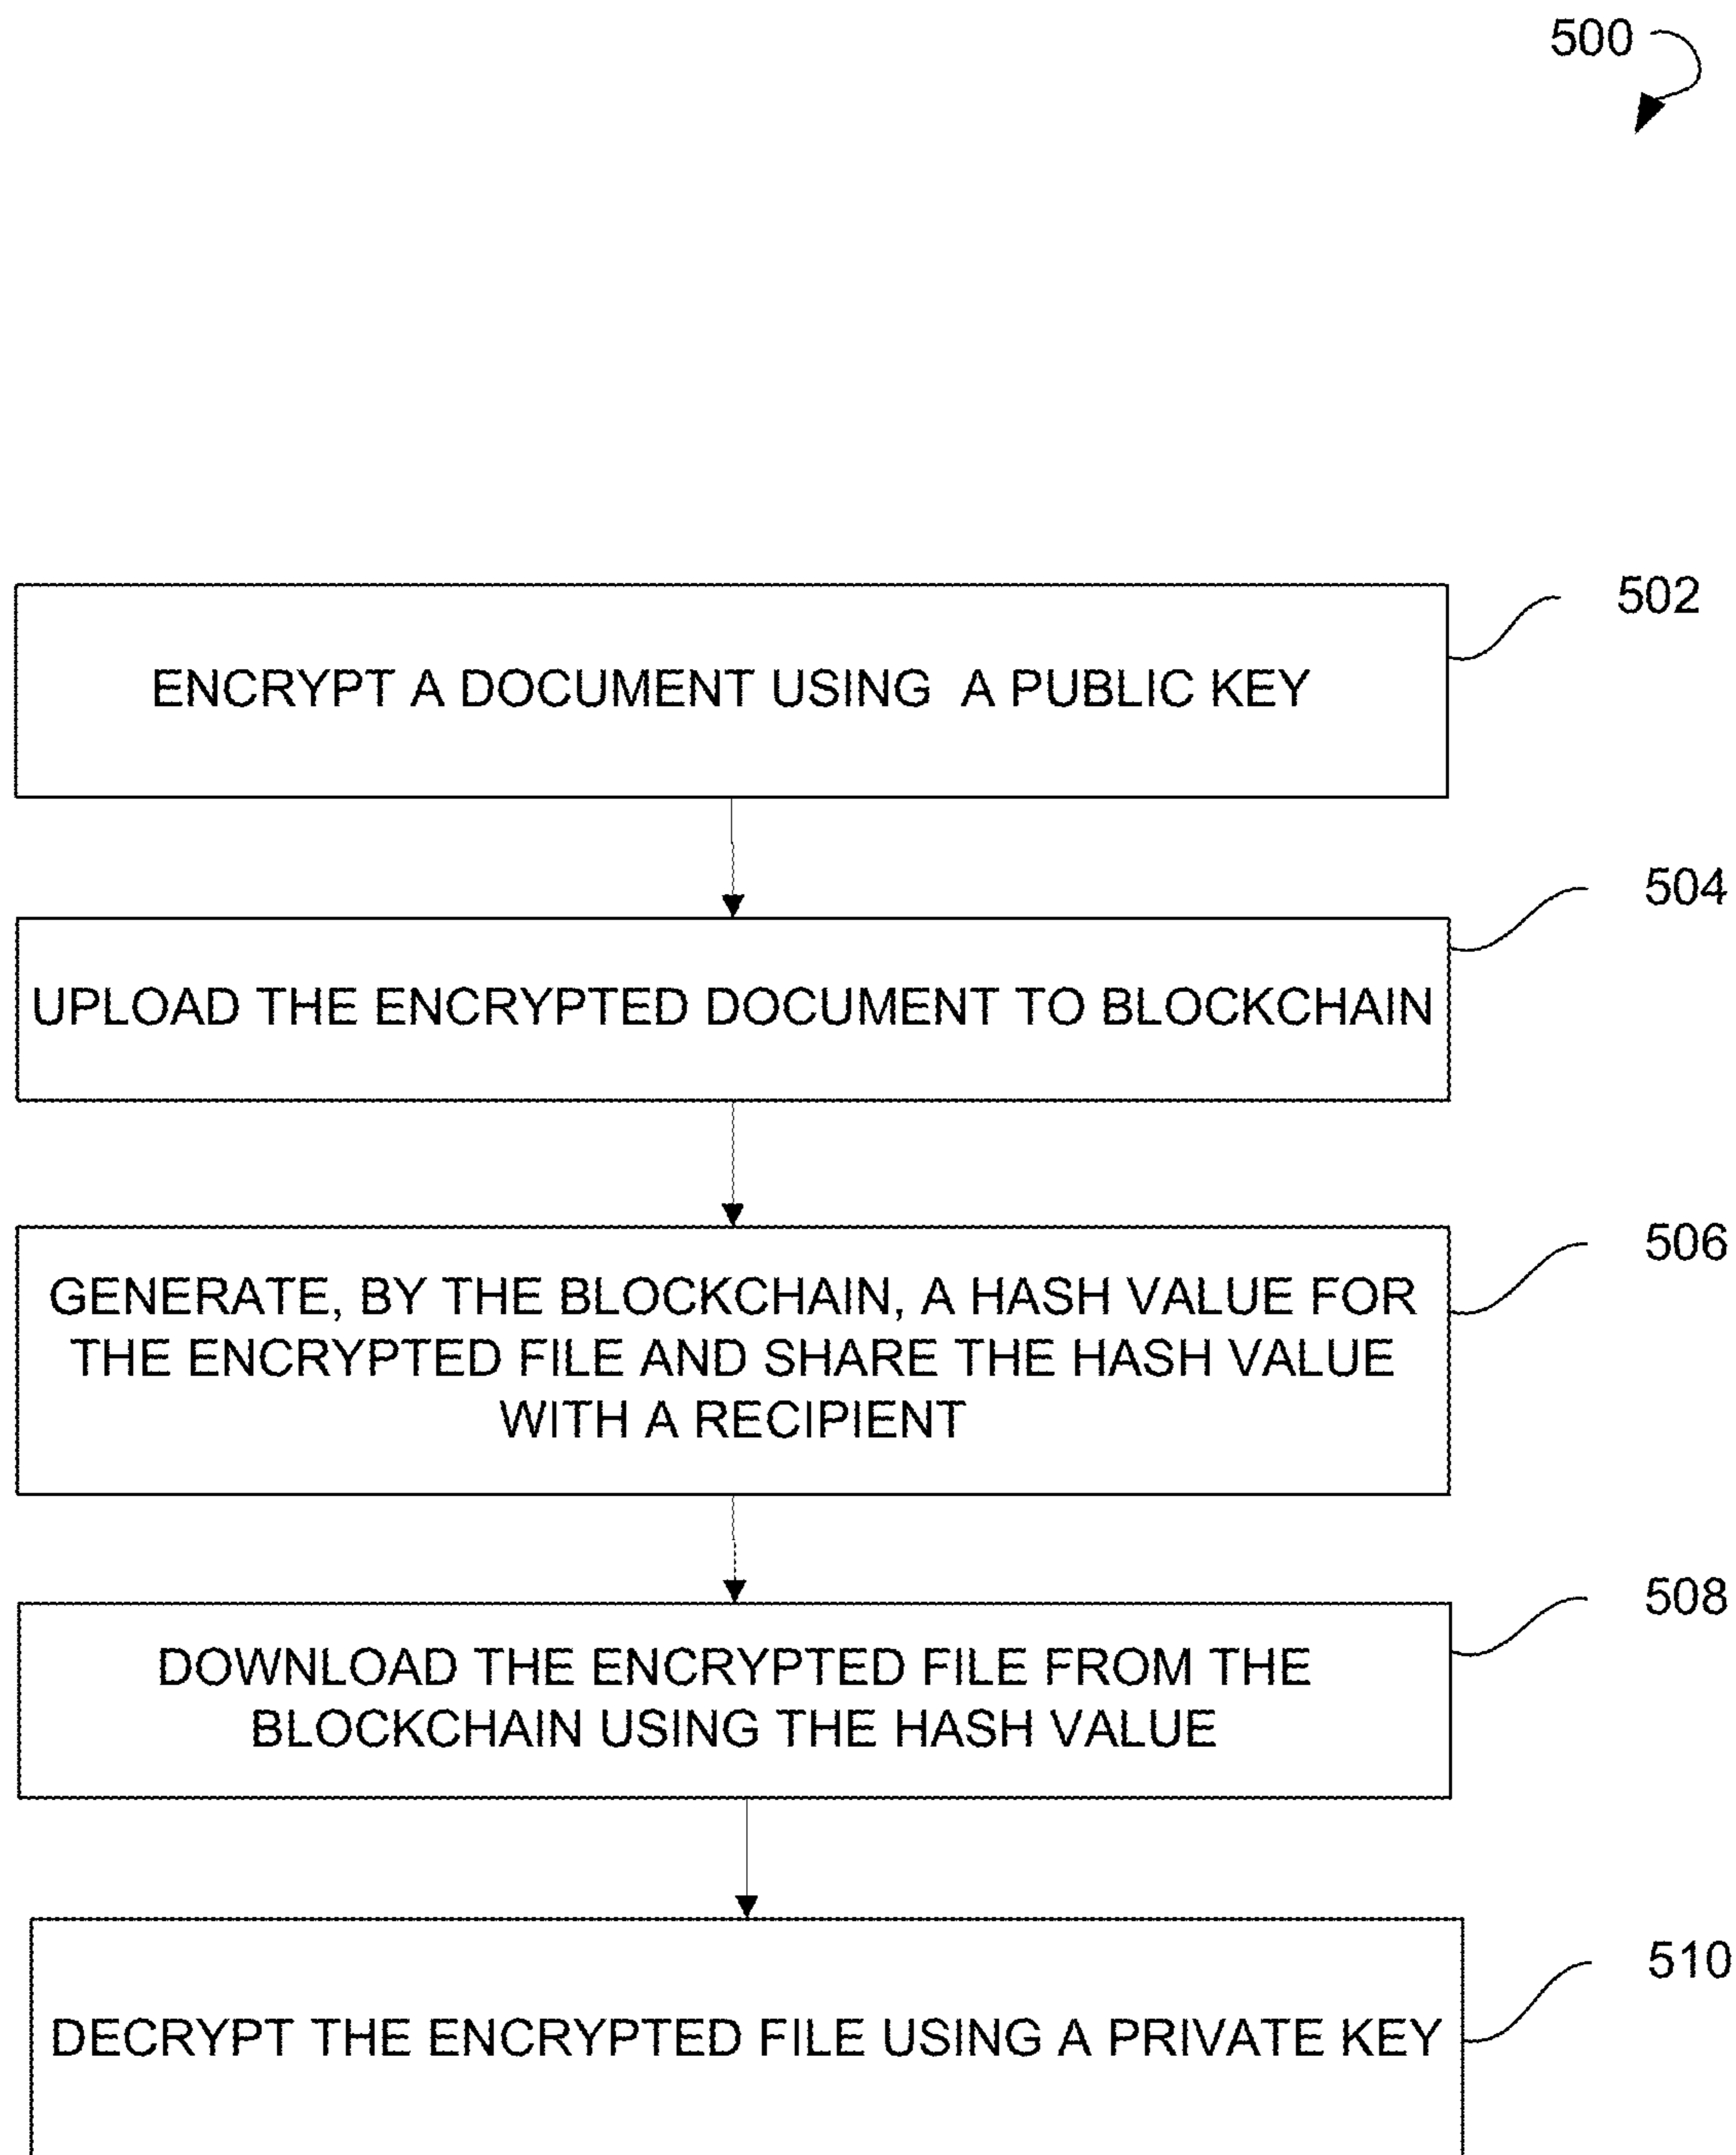 500
502
ENCRYPT A DOCUMENT USING A PUBLIC KEY
504
UPLOAD THE ENCRYPTED DOCUMENT TO BLOCKCHAIN
506
GENERATE, BY THE BLOCKCHAIN, A HASH VALUE FOR
THE ENCRYPTED FILE AND SHARE THE HASH VALUE
WITH A RECIPIENT
508
DOWNLOAD THE ENCRYPTED FILE FROM THE
BLOCKCHAIN USING THE HASH VALUE
510
DECRYPT THE ENCRYPTED FILE USING A PRIVATE KEY